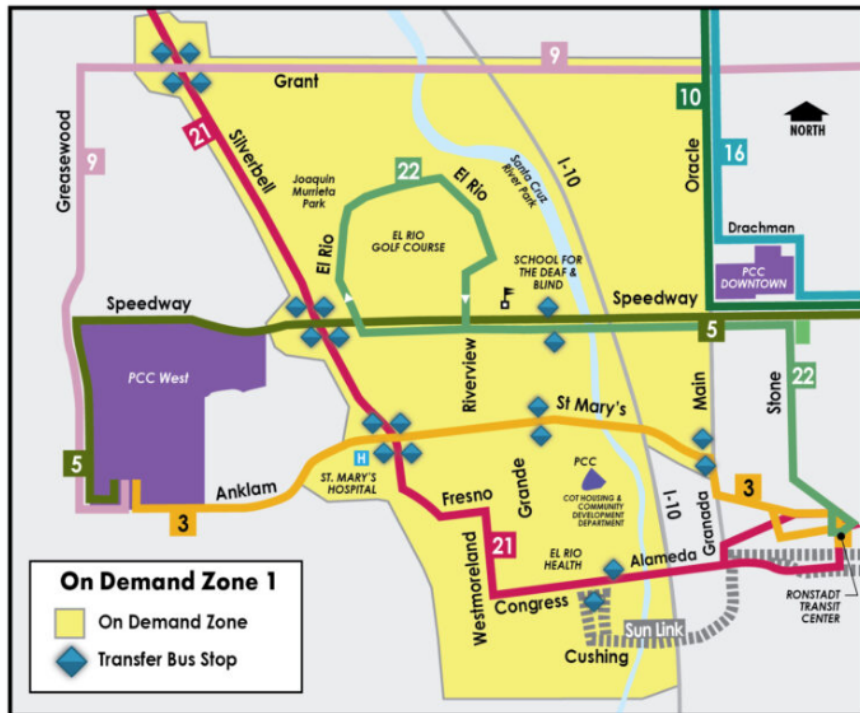 9
Grant
10
NORTH
Greasewood
9
21
Silverbell
Joaquin
Murrieta
Park
22
El Rio
Santa Cruz
River Park
I-10
Oracle
16
Drachman
El Rio
EL RIO
GOLF COURSE
SCHOOL FOR
THE DEAF &
BLIND
PCC
DOWNTOWN
Speedway
Speedway
5
PCC West
Riverview
Main
Stone
22
St Mary's
5
H
ST. MARY'S
HOSPITAL
Anklam
3
Fresno
Grande
PCC
COT HOUSING &
COMMUNITY
DEVELOPMENT
DEPARTMENT
I-10
Granada
3
Westmoreland
21
EL RIO
HEALTH
Alameda
Congress
RONSTADT
TRANSIT
CENTER
Sun Link
Cushing
On Demand Zone 1
On Demand Zone
Transfer Bus Stop